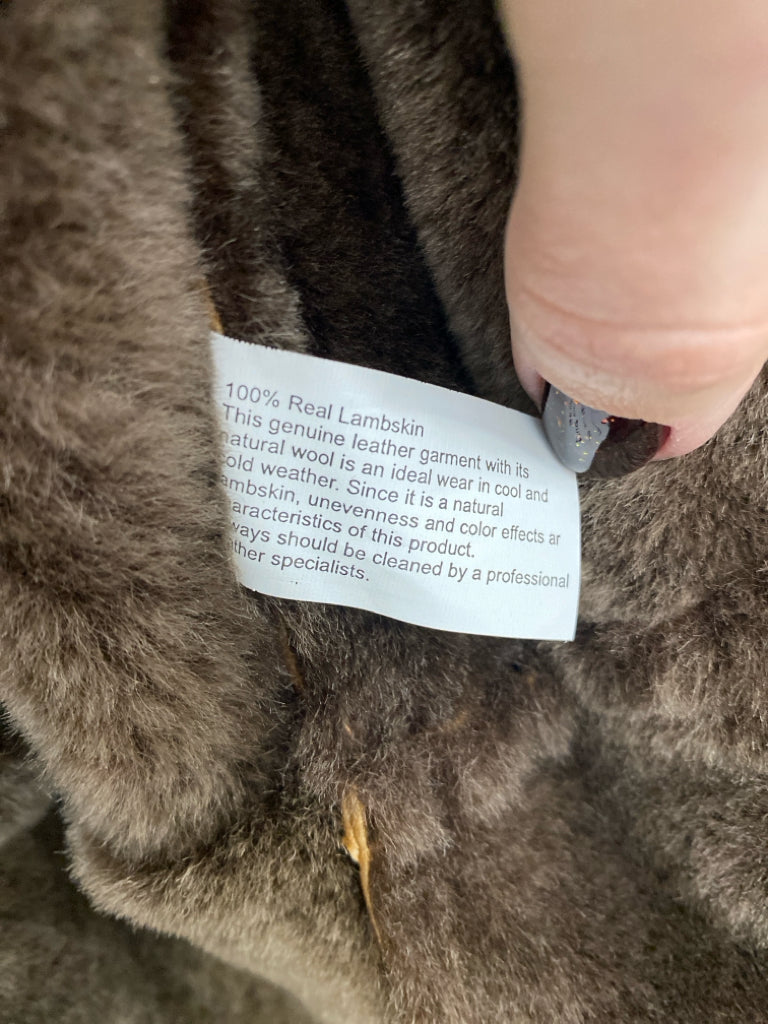 100% Real Lambskin
This genuine leather garment with its
natural wool is an ideal wear in cool and
old weather. Since it is a natural
ambskin, unevenness and color effects ar
aracteristics of this product.
ways should be cleaned by a professional
ther specialists.